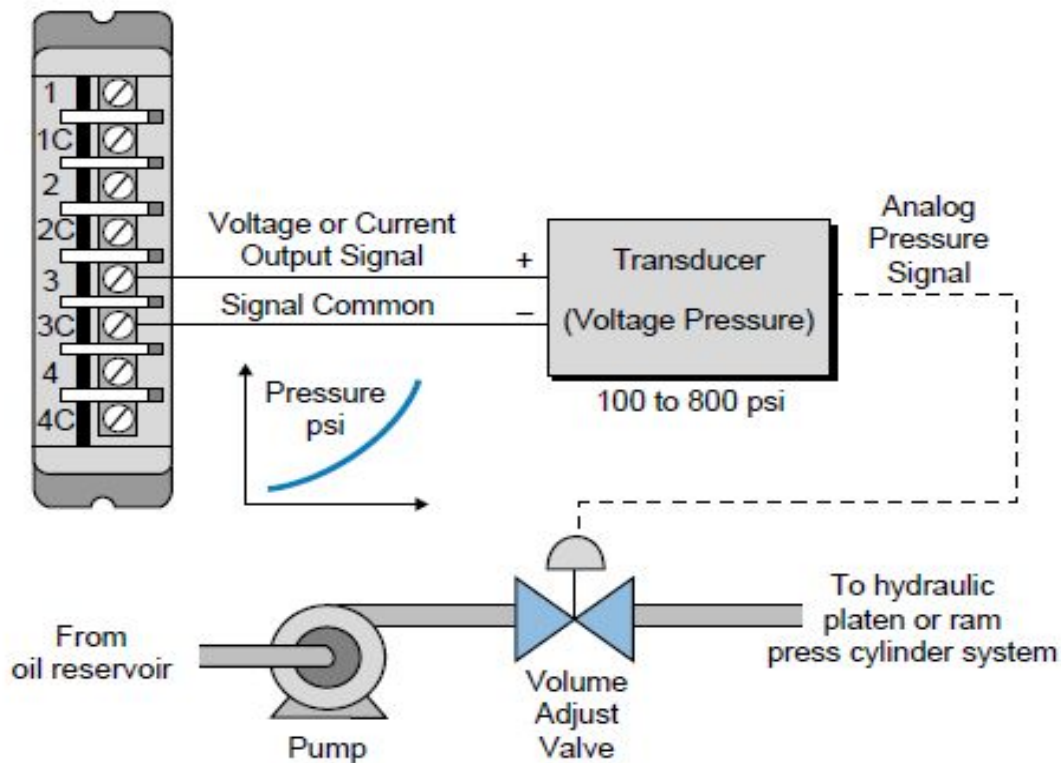 1
1C
2
2C
3
3C
4
4C
Voltage or Current
Output Signal
Signal Common
+
–
Transducer
(Voltage Pressure)
100 to 800 psi
Analog
Pressure
Signal
Pressure
psi
From
oil reservoir
Pump
Volume
Adjust
Valve
To hydraulic
platen or ram
press cylinder system